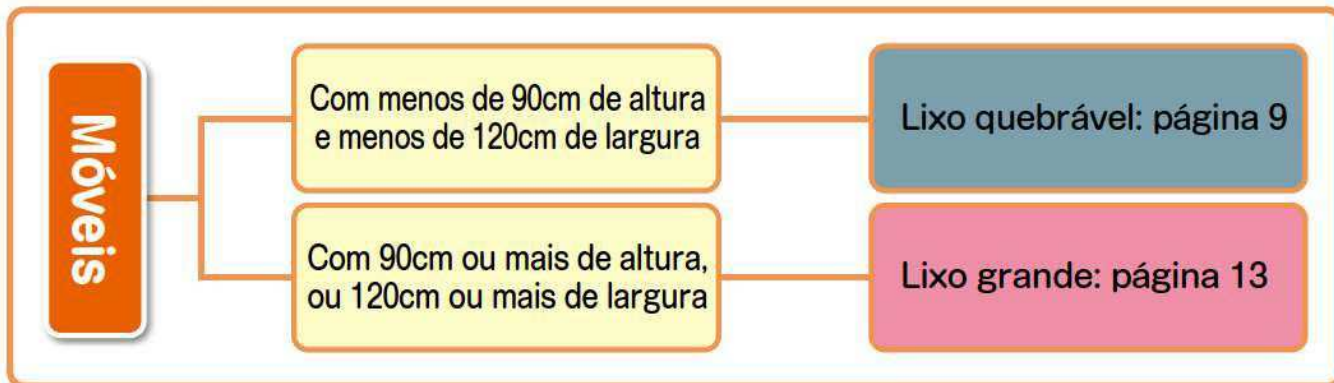 Móveis
Com menos de 90cm de altura
e menos de 120cm de largura
Lixo quebrável: página 9
Com 90cm ou mais de altura,
ou 120cm ou mais de largura
Lixo grande: página 13